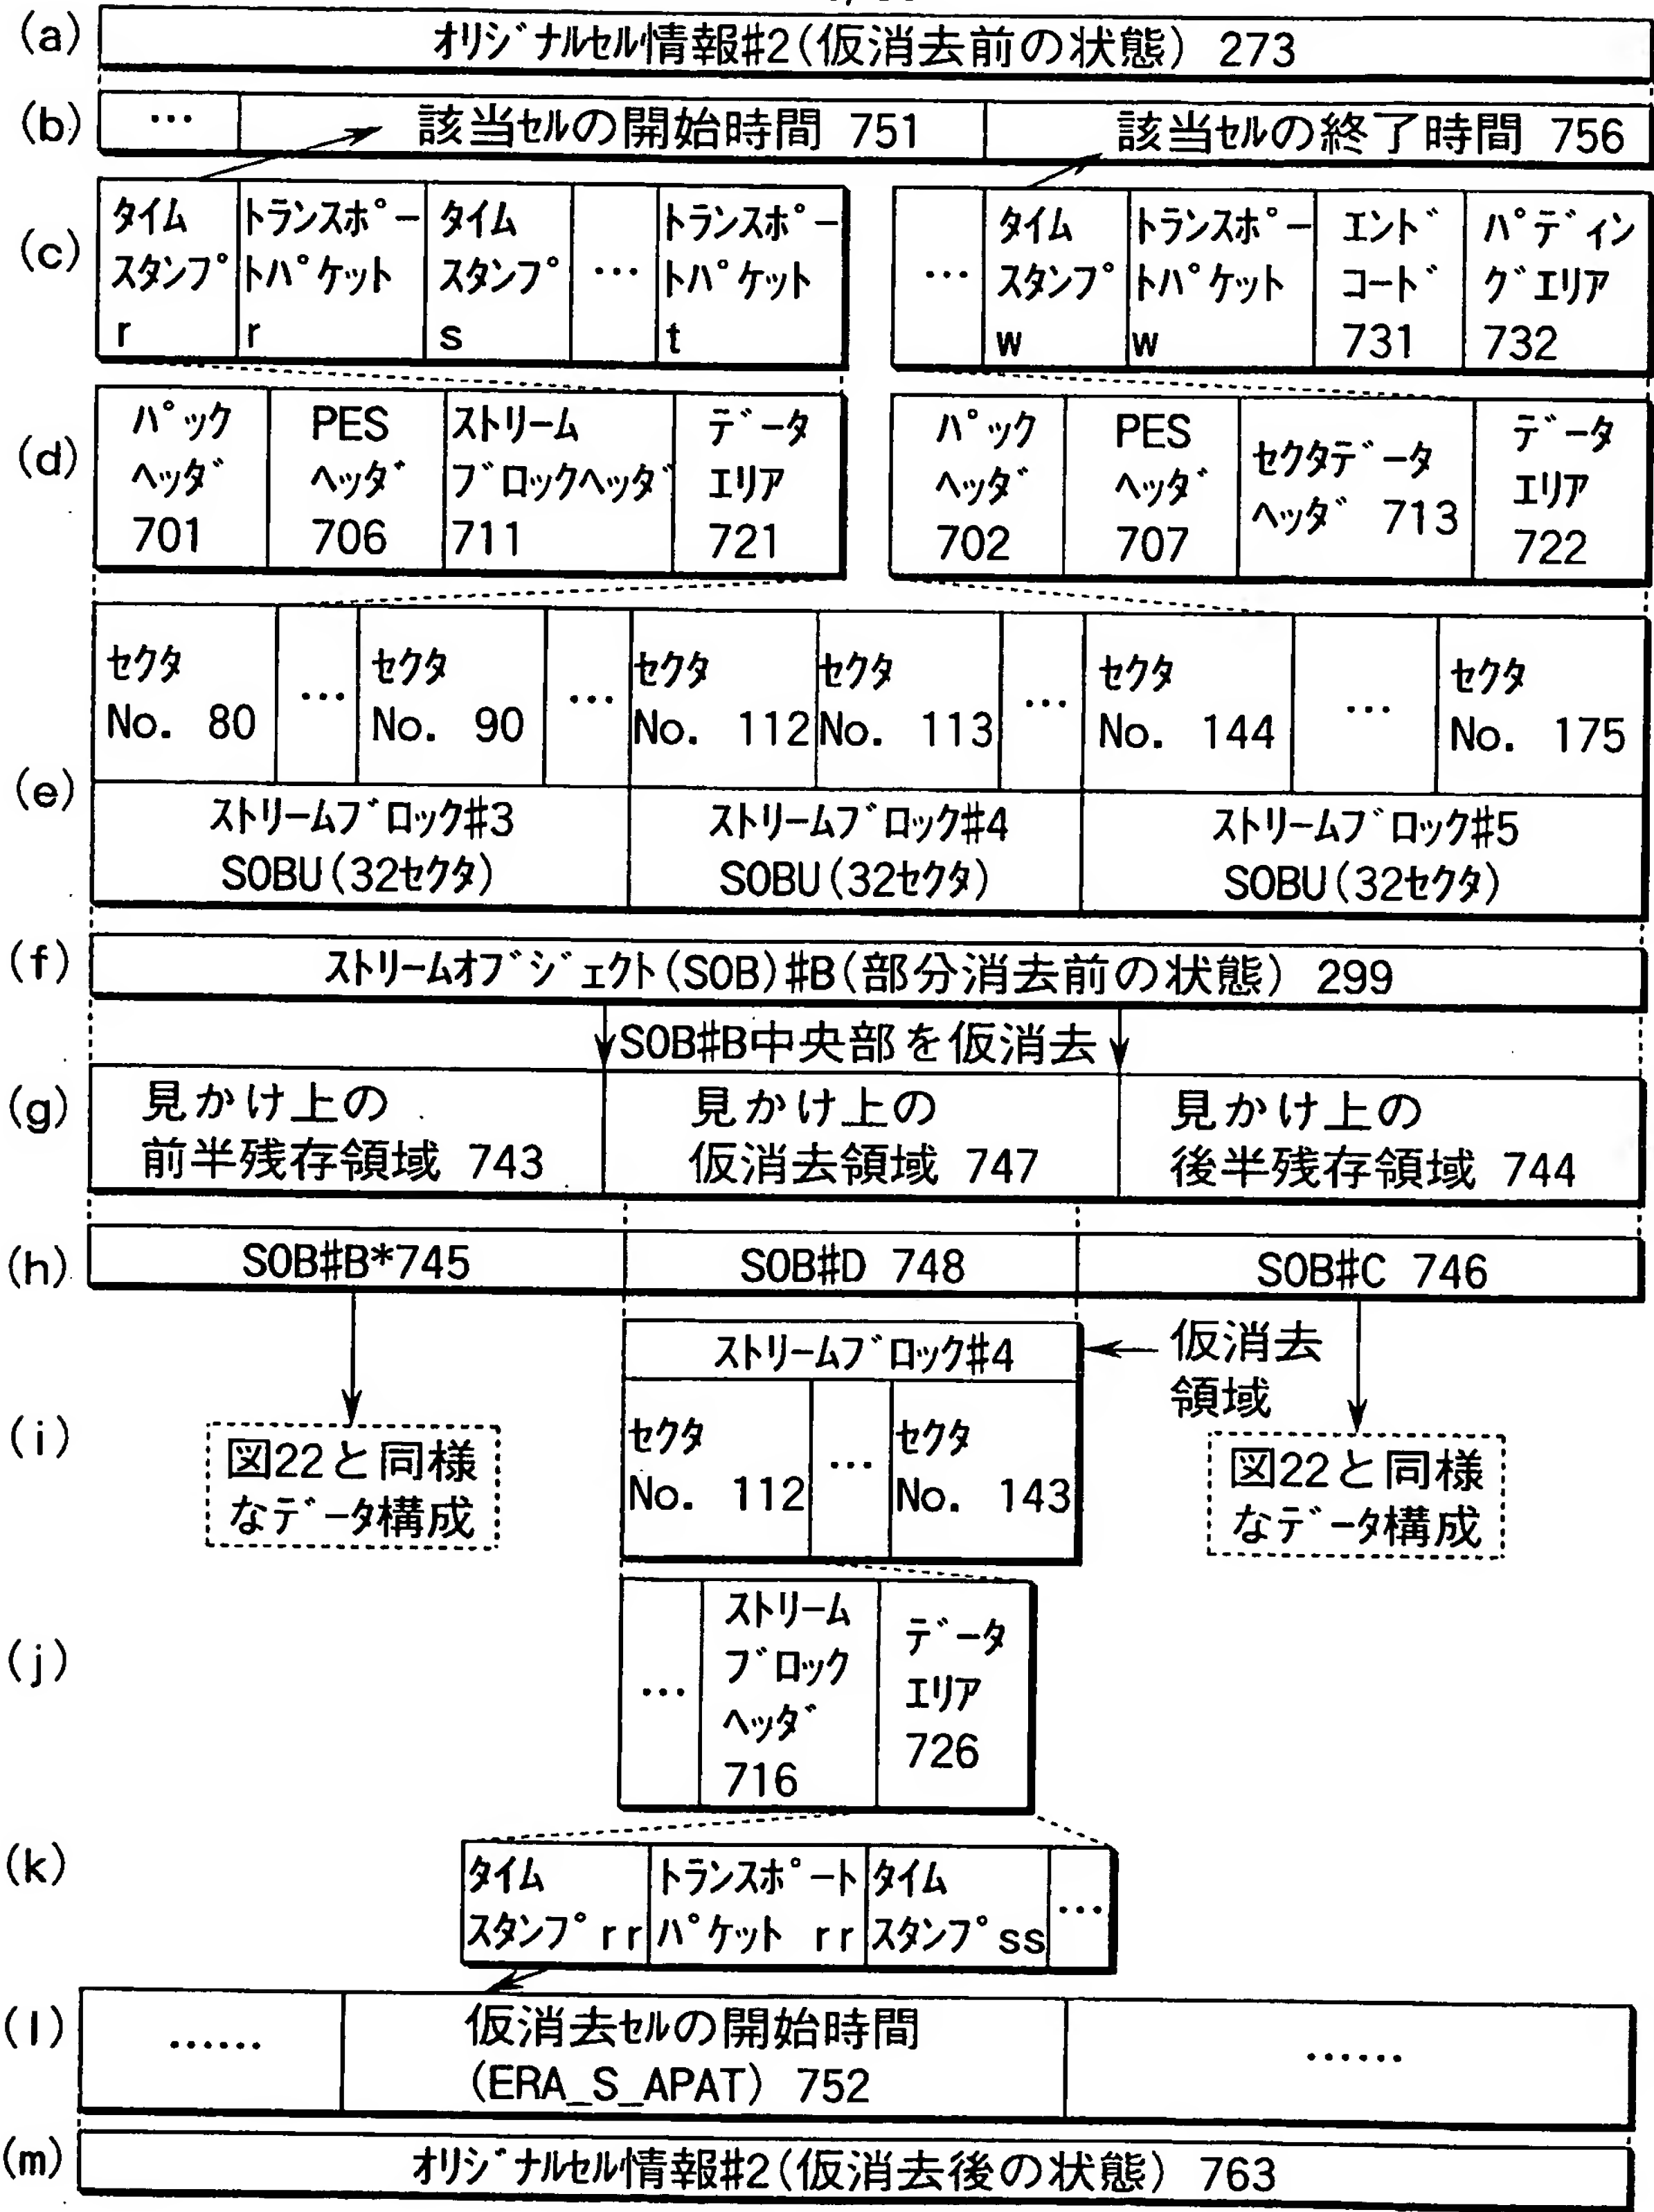 (a) オリジナルセル情報#2(仮消去前の状態) 273
(b) … 該当セルの開始時間 751 該当セルの終了時間 756
(c)
タイム
スタンプ
r
トランスポー
トパケット
r
タイム
スタンプ
s
…
トランスポー
トパケット
t
…
タイム
スタンプ
w
トランスポー
トパケット
w
エンド
コード
731
パディン
グエリア
732
(d)
パック
ヘッダ
701
PES
ヘッダ
706
ストリーム
ブロックヘッダ
711
データ
エリア
721
パック
ヘッダ
702
PES
ヘッダ
707
セクタデータ
ヘッダ 713
データ
エリア
722
(e)
セクタ
No. 80
…
セクタ
No. 90
…
セクタ
No. 112
セクタ
No. 113
…
セクタ
No. 144
…
セクタ
No. 175
ストリームブロック#3
SOBU(32セクタ)
ストリームブロック#4
SOBU(32セクタ)
ストリームブロック#5
SOBU(32セクタ)
(f) ストリームオブジェクト(SOB)#B(部分消去前の状態) 299
SOB#B中央部を仮消去
(g)
見かけ上の
前半残存領域 743
見かけ上の
仮消去領域 747
見かけ上の
後半残存領域 744
(h) SOB#B*745 SOB#D 748 SOB#C 746
(i)
ストリームブロック#4
仮消去
領域
セクタ
No. 112
…
セクタ
No. 143
図22と同様
なデータ構成
図22と同様
なデータ構成
(j)
…
ストリーム
ブロック
ヘッダ
716
データ
エリア
726
(k)
タイム
スタンプrr
トランスポート
パケット rr
タイム
スタンプss
…
(l)
……
仮消去セルの開始時間
(ERA_S_APAT) 752
……
(m) オリジナルセル情報#2(仮消去後の状態) 763